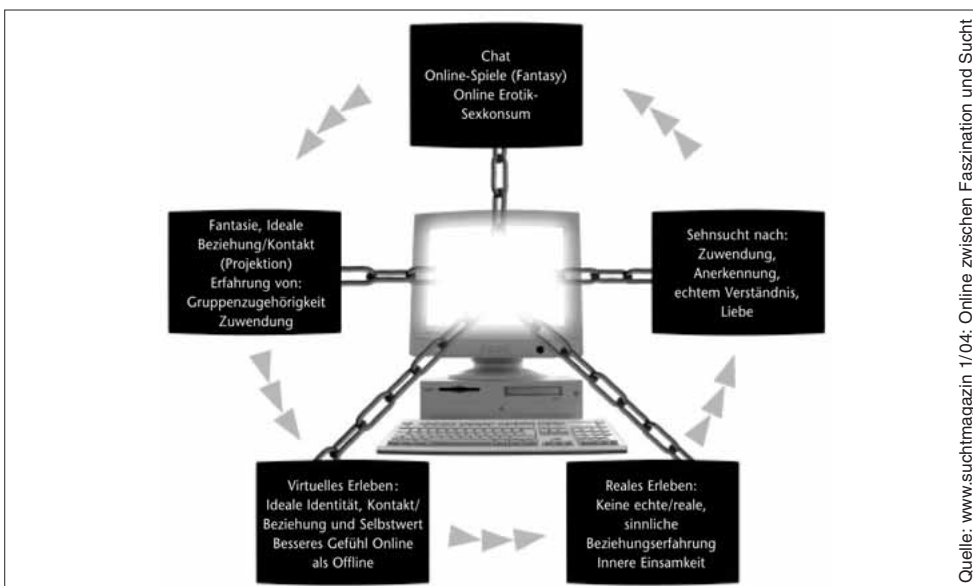 Chat
Online-Spiele (Fantasy)
Online Erotik-
Sexkonsum
Fantasie, Ideale
Beziehung/Kontakt
(Projektion)
Erfahrung von:
Gruppenzugehörigkeit
Zuwendung
Sehnsucht nach:
Zuwendung,
Anerkennung,
echtem Verständnis,
Liebe
Virtuelles Erleben:
Ideale Identität, Kontakt/
Beziehung und Selbstwert
Besseres Gefühl Online
als Offline
Reales Erleben:
Keine echte/reale,
sinnliche
Beziehungserfahrung
Innere Einsamkeit
Quelle: www.suchtmagazin 1/04: Online zwischen Faszination und Sucht